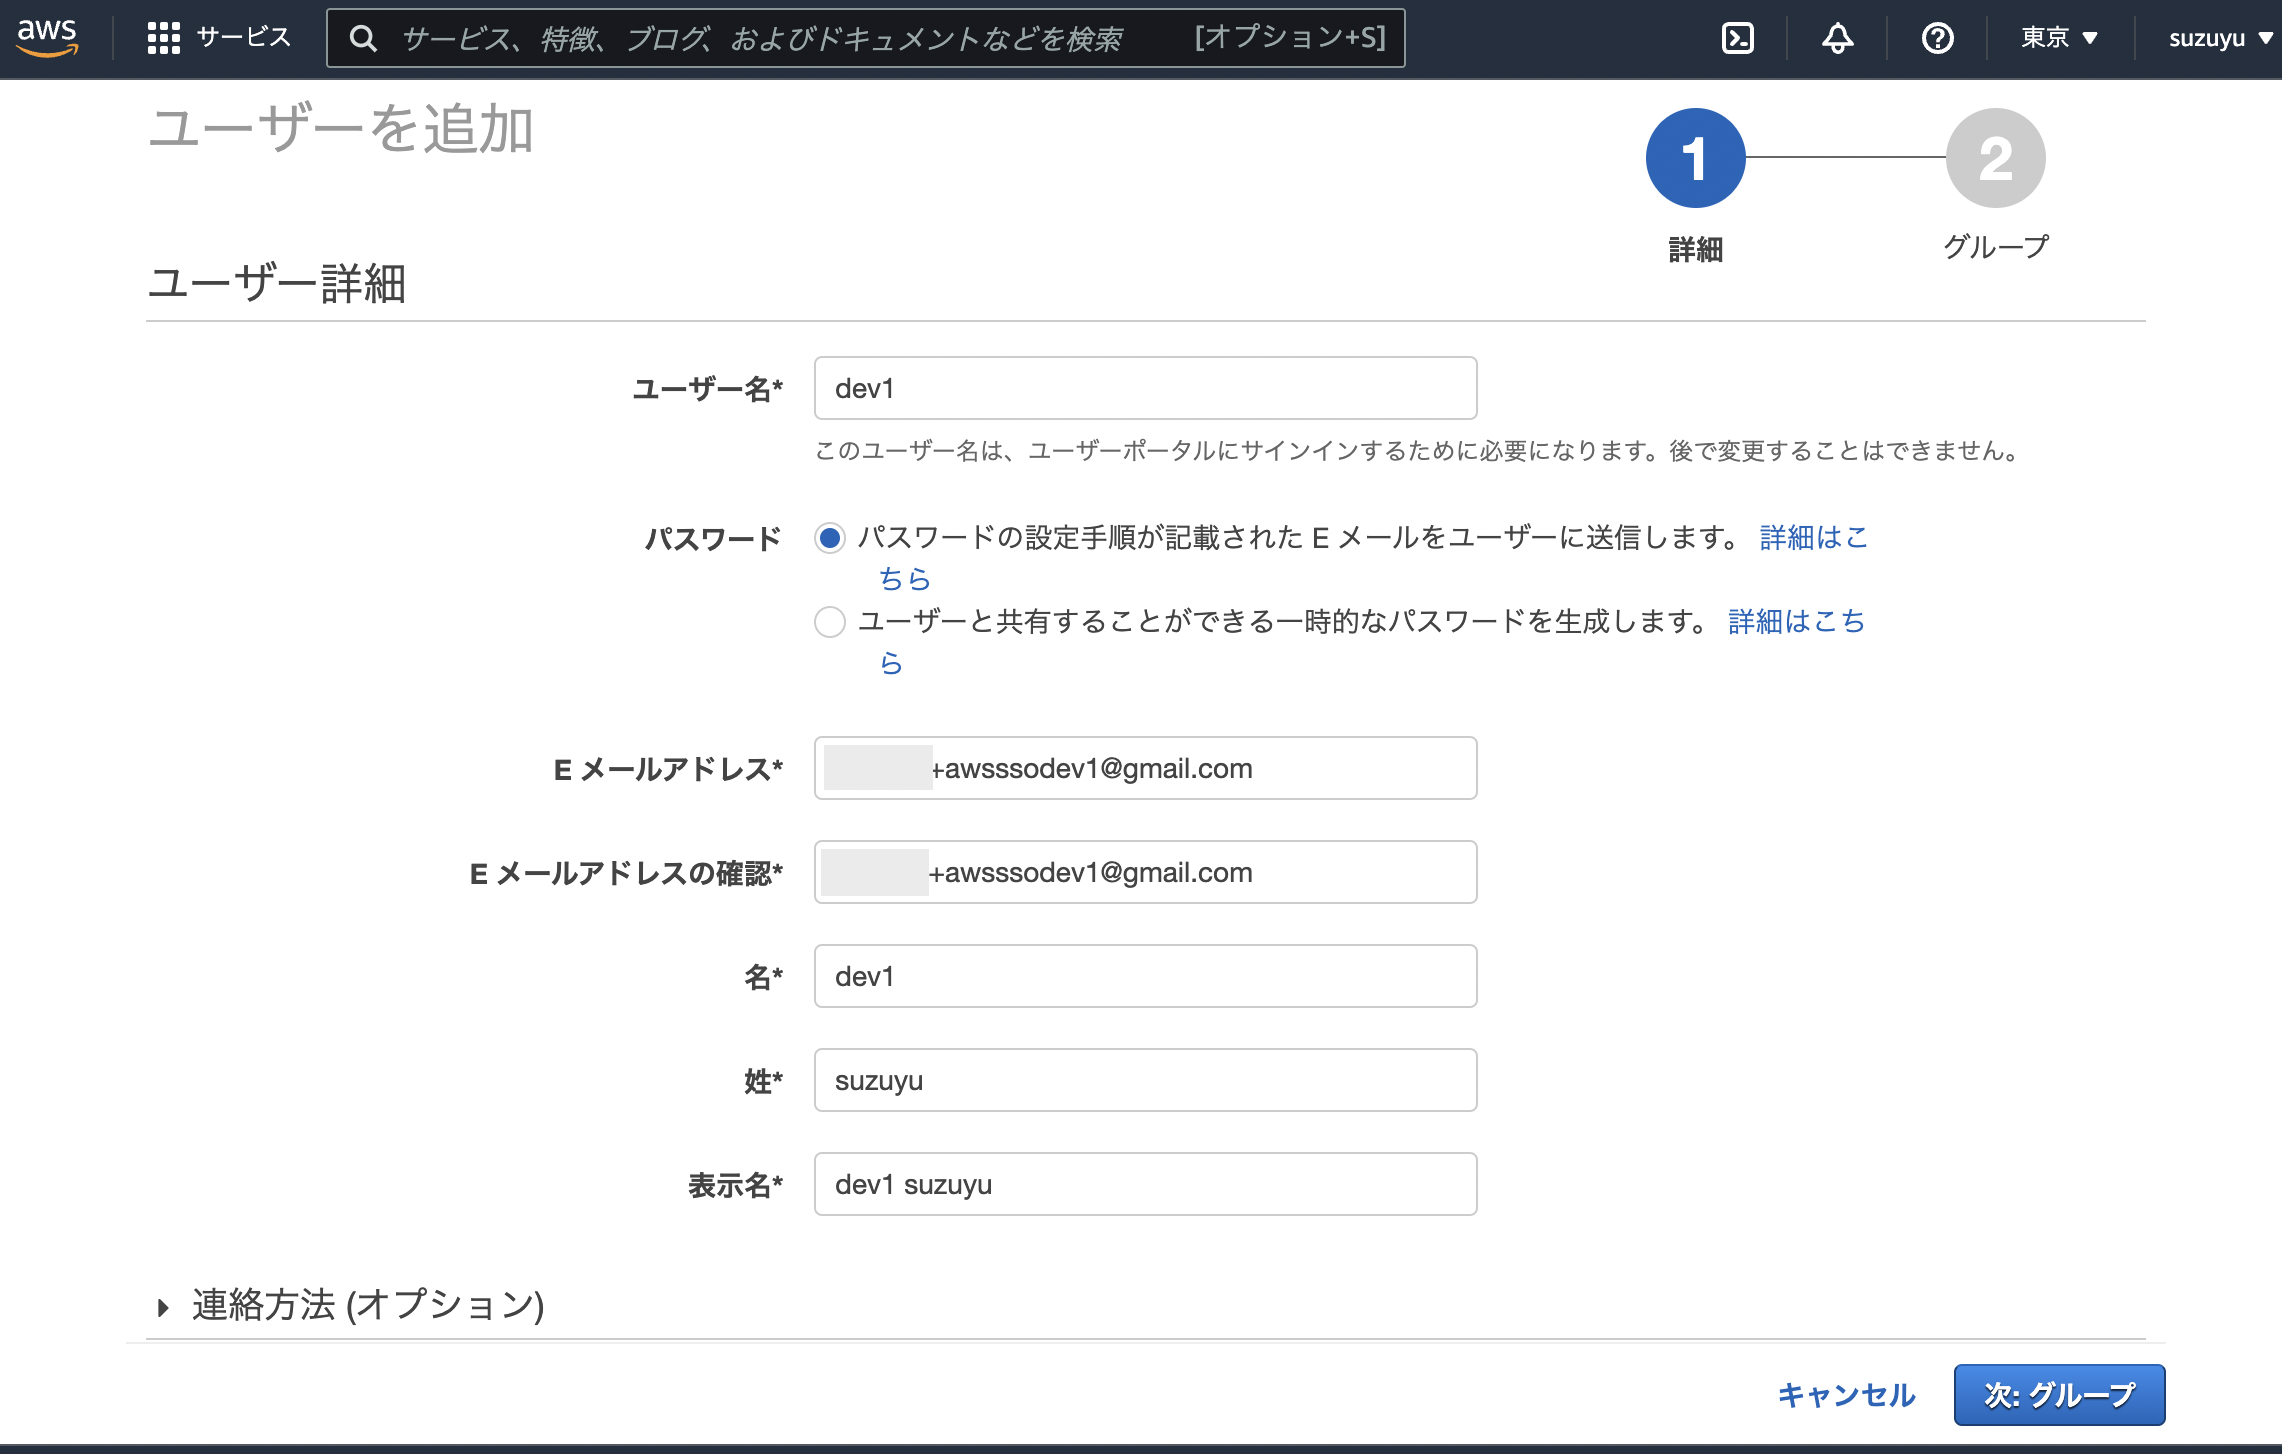 aws サービス サービス、特徴、ブログ、およびドキュメントなどを検索 [オプション+S] 東京 ▼ suzuyu ▼
ユーザーを追加
1 2
詳細 グループ
ユーザー詳細
ユーザー名* dev1
このユーザー名は、ユーザーポータルにサインインするために必要になります。後で変更することはできません。
パスワード パスワードの設定手順が記載された E メールをユーザーに送信します。 詳細はこ
ちら
ユーザーと共有することができる一時的なパスワードを生成します。 詳細はこち
ら
E メールアドレス* +awsssodev1@gmail.com
E メールアドレスの確認* +awsssodev1@gmail.com
名* dev1
姓* suzuyu
表示名* dev1 suzuyu
連絡方法 (オプション)
キャンセル 次: グループ